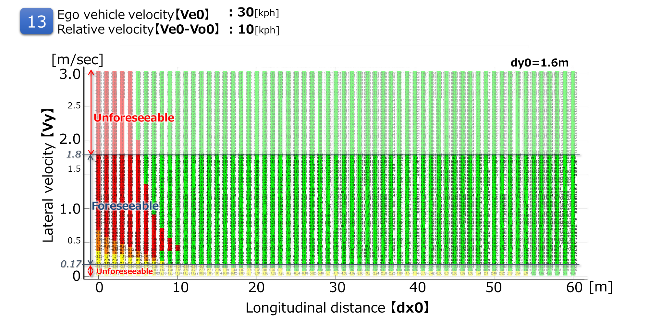 13
Ego vehicle velocity【Ve0】 : 30[kph]
Relative velocity【Ve0-Vo0】 : 10[kph]
[m/sec]
dy0=1.6m
3.0
2.5
Unforeseeable
2.0
1.8
1.5
Foreseeable
1.0
0.5
0.17
Unforeseeable
0
Lateral velocity【Vy】
0 10 20 30 40 50 60 [m]
Longitudinal distance【dx0】